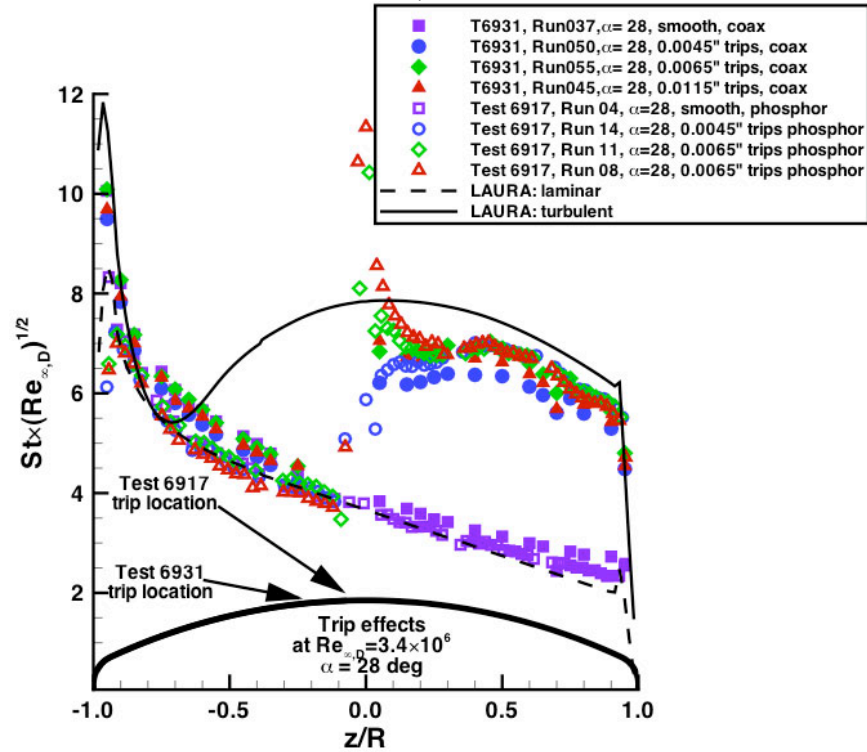 T6931, Run037,α= 28, smooth, coax
T6931, Run050,α= 28, 0.0045" trips, coax
T6931, Run055,α= 28, 0.0065" trips, coax
T6931, Run045,α= 28, 0.0115" trips, coax
Test 6917, Run 04, α=28, smooth, phosphor
Test 6917, Run 14, α=28, 0.0045" trips phosphor
Test 6917, Run 11, α=28, 0.0065" trips phosphor
Test 6917, Run 08, α=28, 0.0065" trips phosphor
LAURA: laminar
LAURA: turbulent
12
10
8
6
4
2
St×(Re∞,D)1/2
Test 6917
trip location
Test 6931
trip location
Trip effects
at Re∞,D=3.4×10^6
α = 28 deg
-1.0
-0.5
0.0
0.5
1.0
z/R